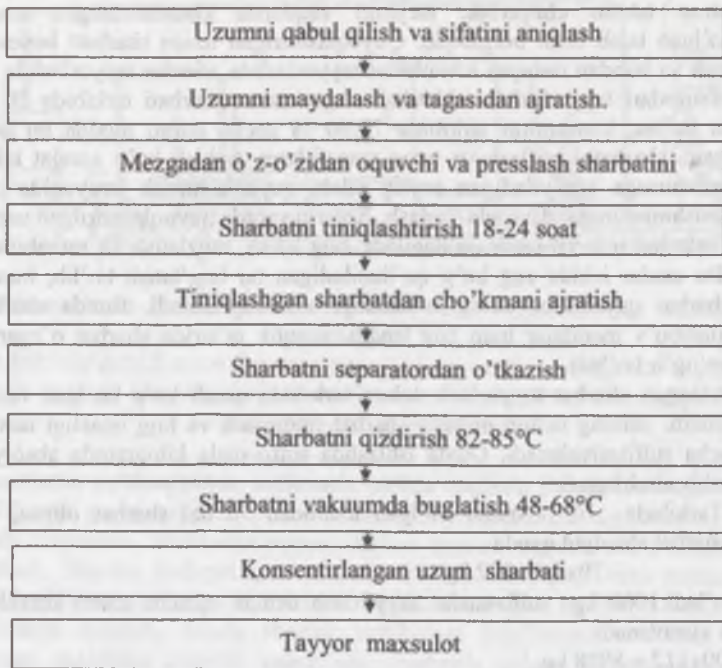 Uzumni qabul qilish va sifatini aniqlash
Uzumni maydalash va tagasidan ajratish.
Mezgadan o'z-o'zidan oquvchi va presslash sharbatini
Sharbatni tiniqlashtirish 18-24 soat
Tiniqlashgan sharbatdan cho'kmani ajratish
Sharbatni separatordan o'tkazish
Sharbatni qizdirish 82-85°C
Sharbatni vakuumda buglatish 48-68°C
Konsentirlangan uzum sharbati
Tayyor maxsulot